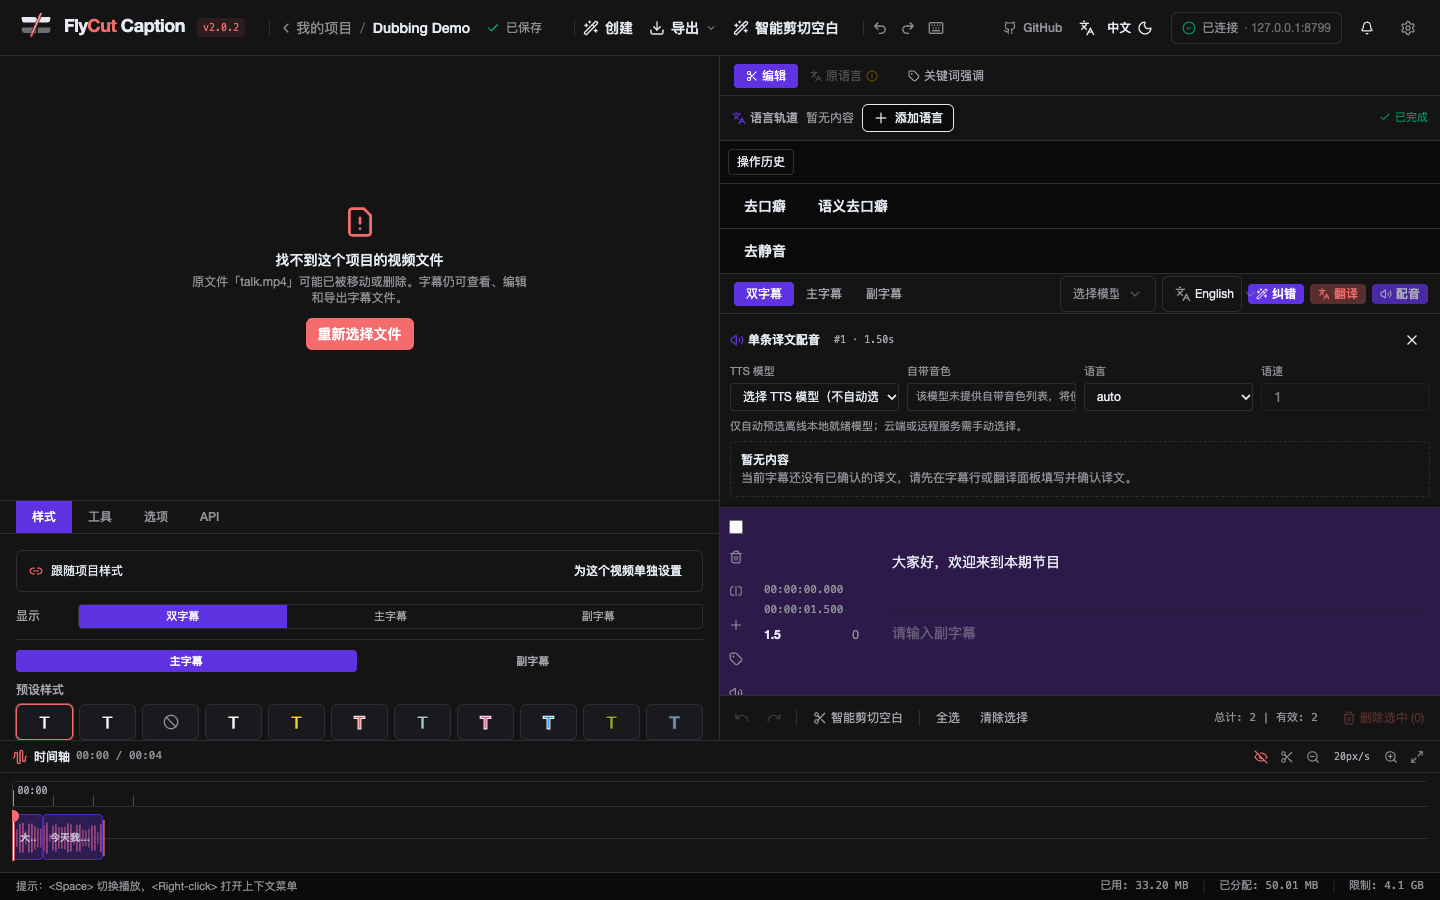 FlyCut Caption v2.0.2
我的项目 / Dubbing Demo 已保存
创建 导出 智能剪切空白
GitHub 中文 已连接 · 127.0.0.1:8799
找不到这个项目的视频文件
原文件「talk.mp4」可能已被移动或删除。字幕仍可查看、编辑
和导出字幕文件。
重新选择文件
编辑 原语言 关键词强调
语言轨道 暂无内容 添加语言 已完成
操作历史
去口癖 语义去口癖
去静音
双字幕 主字幕 副字幕 选择模型 English 纠错 翻译 配音
单条译文配音 #1 · 1.50s
TTS 模型 自带音色 语言 语速
选择 TTS 模型（不自动选 该模型未提供自带音色列表，将 auto 1
仅自动预选离线本地就绪模型；云端或远程服务需手动选择。
暂无内容
当前字幕还没有已确认的译文，请先在字幕行或翻译面板填写并确认译文。
大家好，欢迎来到本期节目
00:00:00.000
00:00:01.500
1.5 0 请输入副字幕
智能剪切空白 全选 清除选择 总计: 2 | 有效: 2 删除选中 (0)
样式 工具 选项 API
跟随项目样式 为这个视频单独设置
显示 双字幕 主字幕 副字幕
主字幕 副字幕
预设样式
T T T T T T T T T T
时间轴 00:00 / 00:04 20px/s
00:00
大… 今天我…
提示: <Space> 切换播放, <Right-click> 打开上下文菜单
已用: 33.20 MB 已分配: 50.01 MB 限制: 4.1 GB